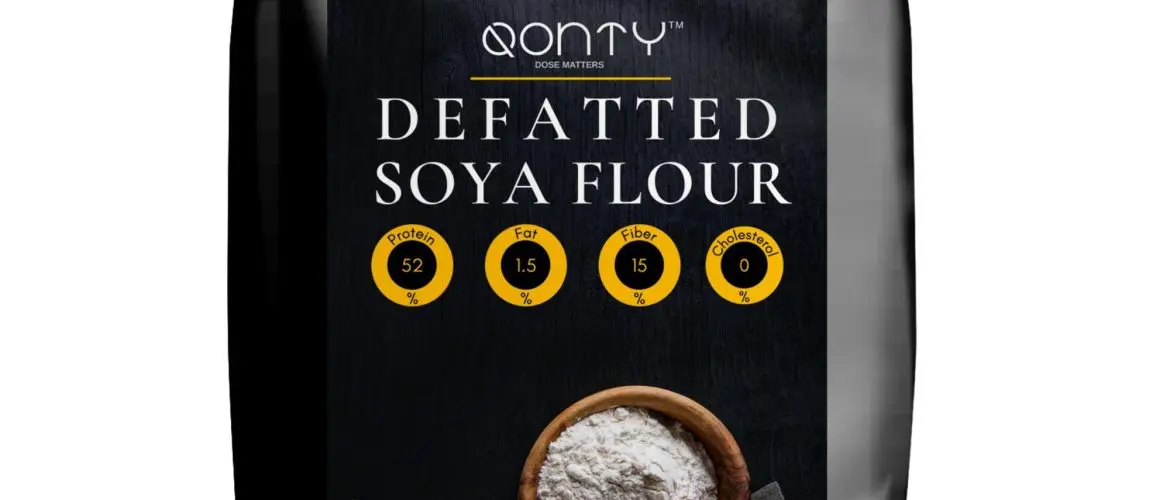 QONTY™
DOSE MATTERS
DEFATTED
SOYA FLOUR
Protein 52 %
Fat 1.5 %
Fiber 15 %
Cholesterol 0 %